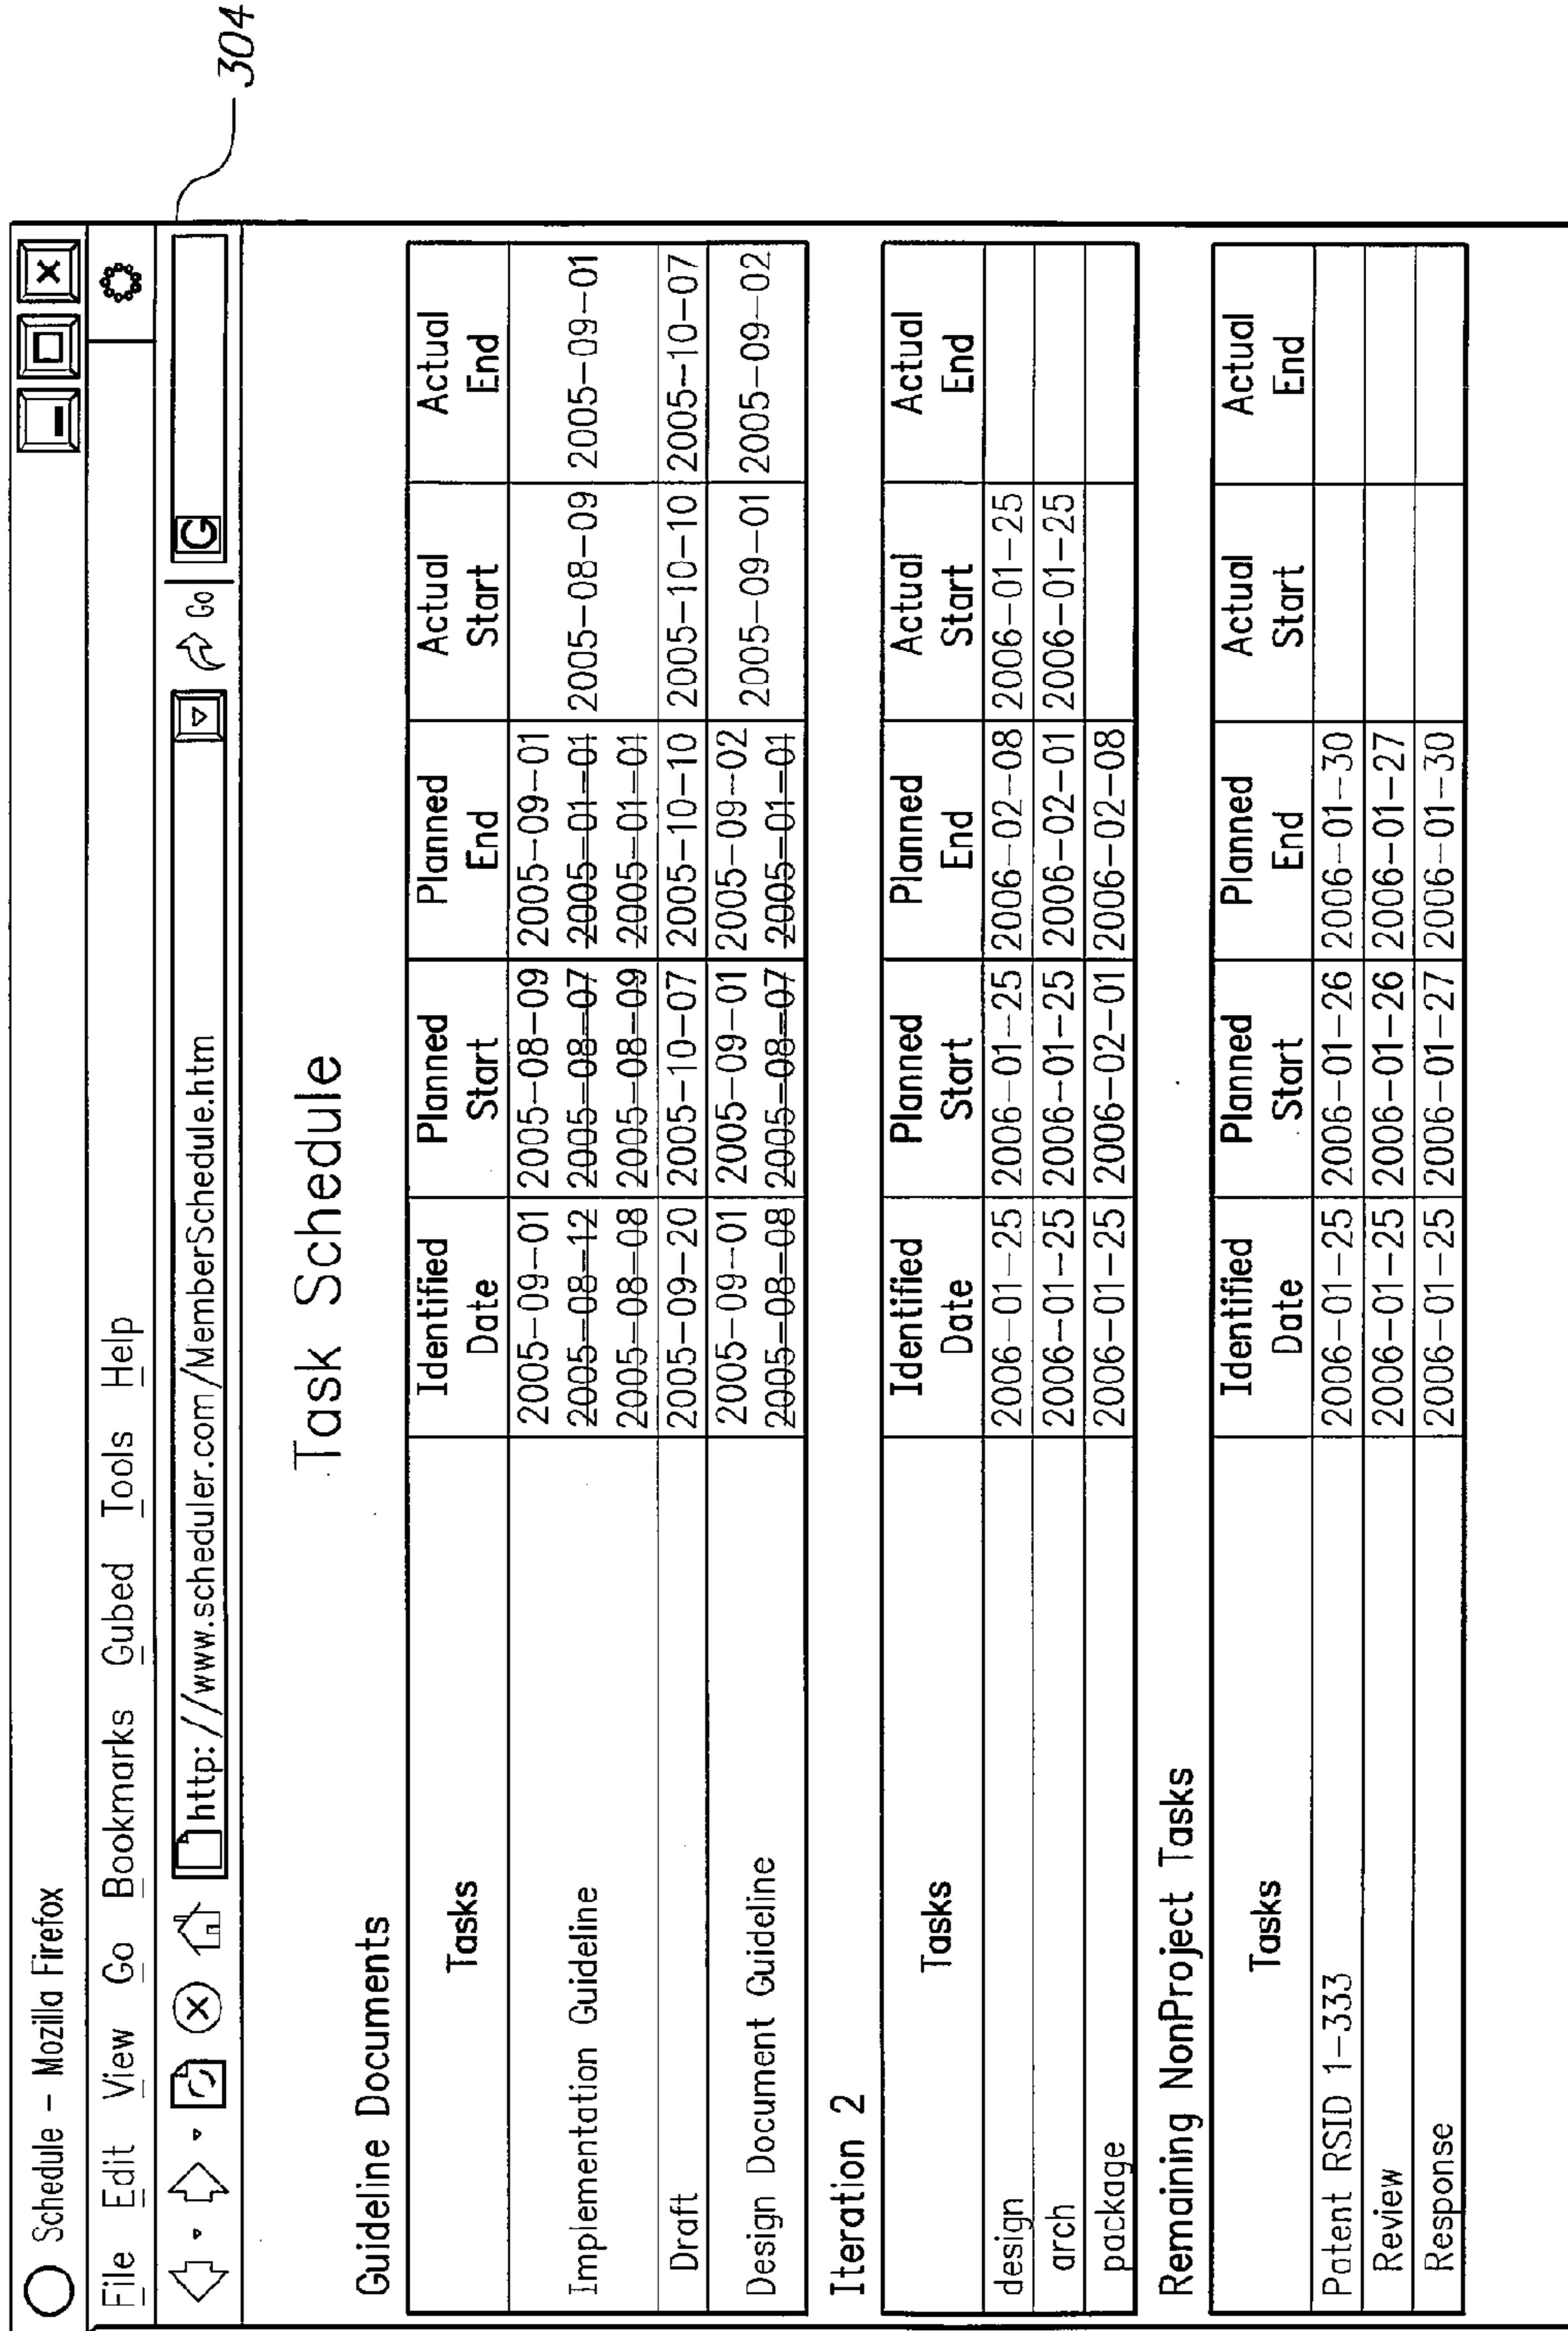 Schedule – Mozilla Firefox
File Edit View Go Bookmarks Gubed Tools Help
http://www.scheduler.com/MemberSchedule.htm Go G
304
Task Schedule
Guideline Documents
Tasks Identified Date Planned Start Planned End Actual Start Actual End
Implementation Guideline 2005-09-01 2005-08-09 2005-09-01 2005-08-09 2005-09-01
2005-08-12 2005-08-07 2005-01-01
2005-08-08 2005-08-09 2005-01-01
Draft 2005-09-20 2005-10-07 2005-10-10 2005-10-10 2005-10-07
Design Document Guideline 2005-09-01 2005-09-01 2005-09-02 2005-09-01 2005-09-02
2005-08-08 2005-08-07 2005-01-01
Iteration 2
Tasks Identified Date Planned Start Planned End Actual Start Actual End
design 2006-01-25 2006-01-25 2006-02-08 2006-01-25
arch 2006-01-25 2006-01-25 2006-02-01 2006-01-25
package 2006-01-25 2006-02-01 2006-02-08
Remaining NonProject Tasks
Tasks Identified Date Planned Start Planned End Actual Start Actual End
Patent RSID 1-333 2006-01-25 2006-01-26 2006-01-30
Review 2006-01-25 2006-01-26 2006-01-27
Response 2006-01-25 2006-01-27 2006-01-30